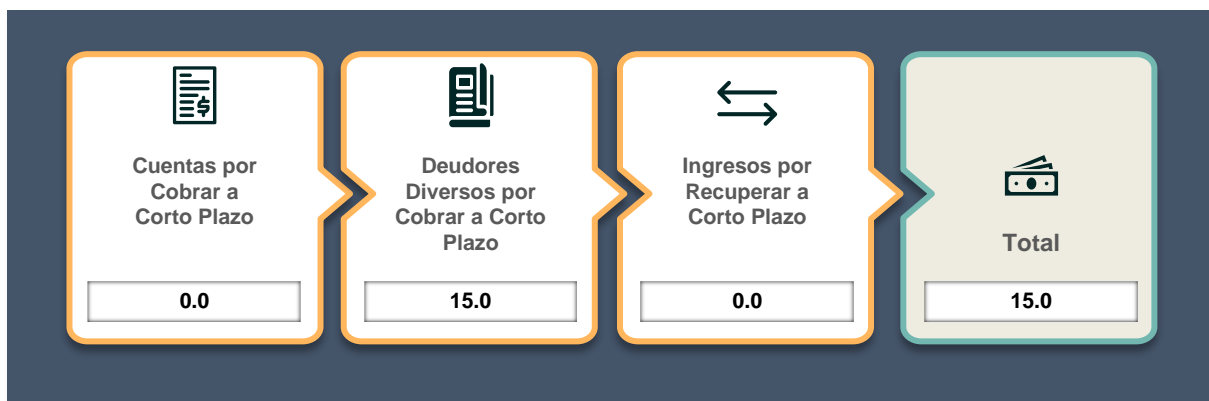 Cuentas por
Cobrar a
Corto Plazo
0.0
Deudores
Diversos por
Cobrar a Corto
Plazo
15.0
Ingresos por
Recuperar a
Corto Plazo
0.0
Total
15.0